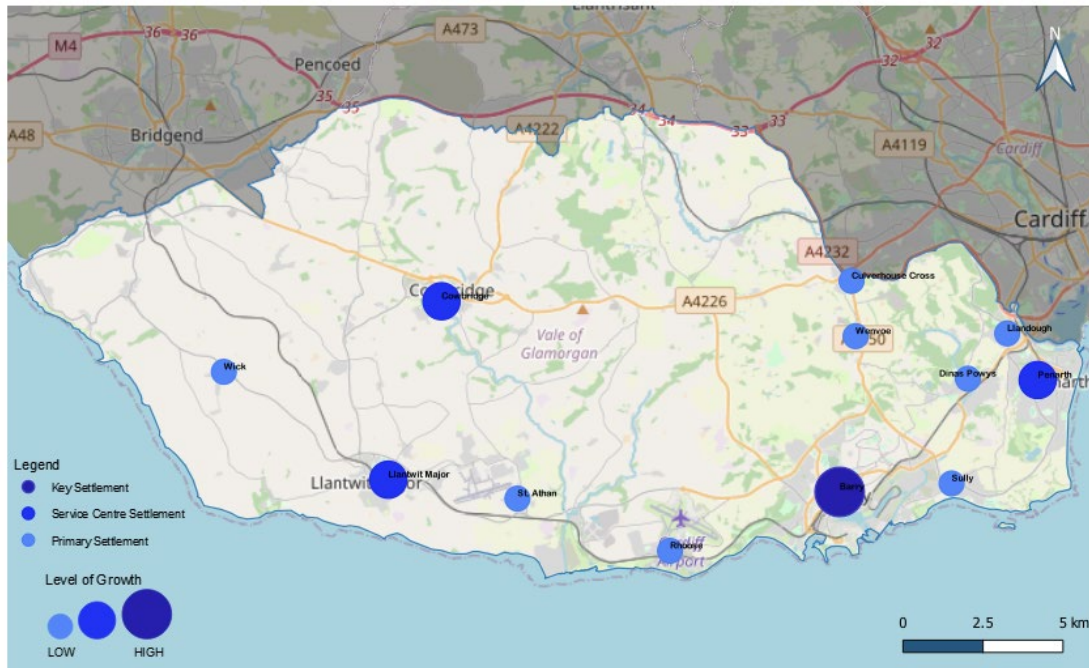 36
36
M4
A473
Llantrisant
Pencoed
35
35
32
32
N
A48
Bridgend
A4222
34
34
33
33
A4119
Cardiff
Cardiff
A4232
Culverhouse Cross
Cowbridge
A4226
Vale of
Glamorgan
Wenvoe
Llandough
Wick
Dinas Powys
Penarth
Legend
Key Settlement
Service Centre Settlement
Primary Settlement
Llantwit Major
St. Athan
Barry
Sully
Rhoose
Cardiff
Airport
Level of Growth
LOW
HIGH
0 2.5 5 km